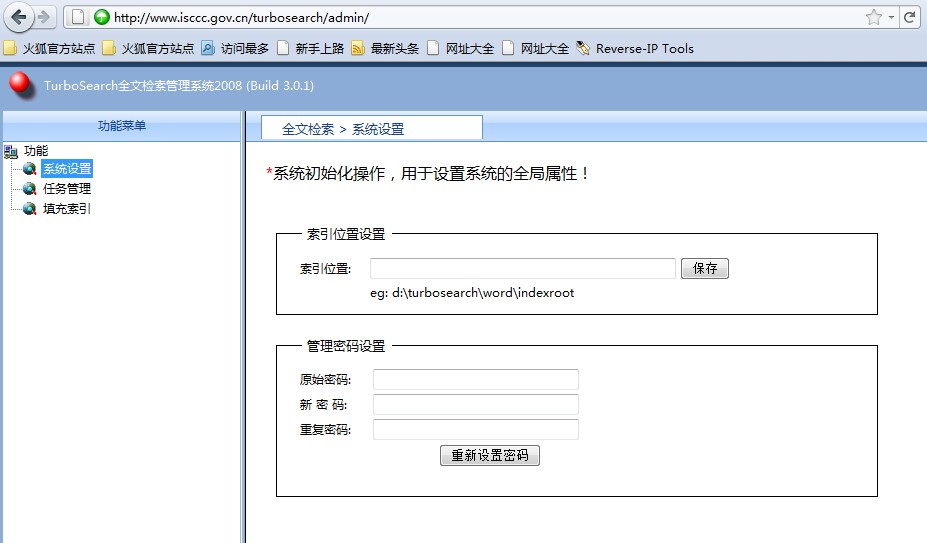 http://www.isccc.gov.cn/turbosearch/admin/
火狐官方站点 火狐官方站点 访问最多 新手上路 最新头条 网址大全 网址大全 Reverse-IP Tools
TurboSearch全文检索管理系统2008 (Build 3.0.1)
功能菜单
全文检索 > 系统设置
功能
系统设置
任务管理
填充索引
*系统初始化操作，用于设置系统的全局属性！
索引位置设置
索引位置: 保存
eg: d:\turbosearch\word\indexroot
管理密码设置
原始密码:
新 密 码:
重复密码:
重新设置密码